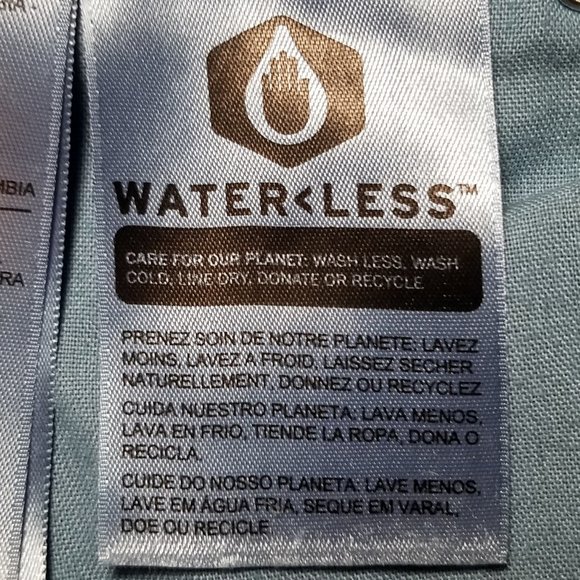 MBIA
RA
WATER<LESS™
CARE FOR OUR PLANET: WASH LESS, WASH
COLD, LINE DRY, DONATE OR RECYCLE
PRENEZ SOIN DE NOTRE PLANETE: LAVEZ
MOINS, LAVEZ A FROID, LAISSEZ SECHER
NATURELLEMENT, DONNEZ OU RECYCLEZ
CUIDA NUESTRO PLANETA: LAVA MENOS,
LAVA EN FRIO, TIENDE LA ROPA, DONA O
RECICLA.
CUIDE DO NOSSO PLANETA: LAVE MENOS,
LAVE EM ÁGUA FRIA, SEQUE EM VARAL,
DOE OU RECICLE